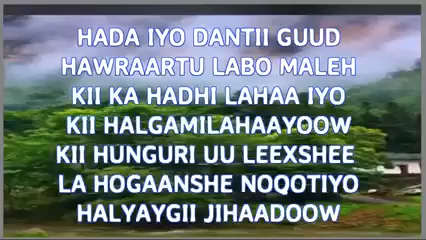 HADA IYO DANTII GUUD
HAWRAARTU LABO MALEH
KII KA HADHI LAHAA IYO
KII HALGAMILAHAAYOOW
KII HUNGURI UU LEEXSHEE
LA HOGAANSHE NOQOTIYO
HALYAYGII JIHAADOOW